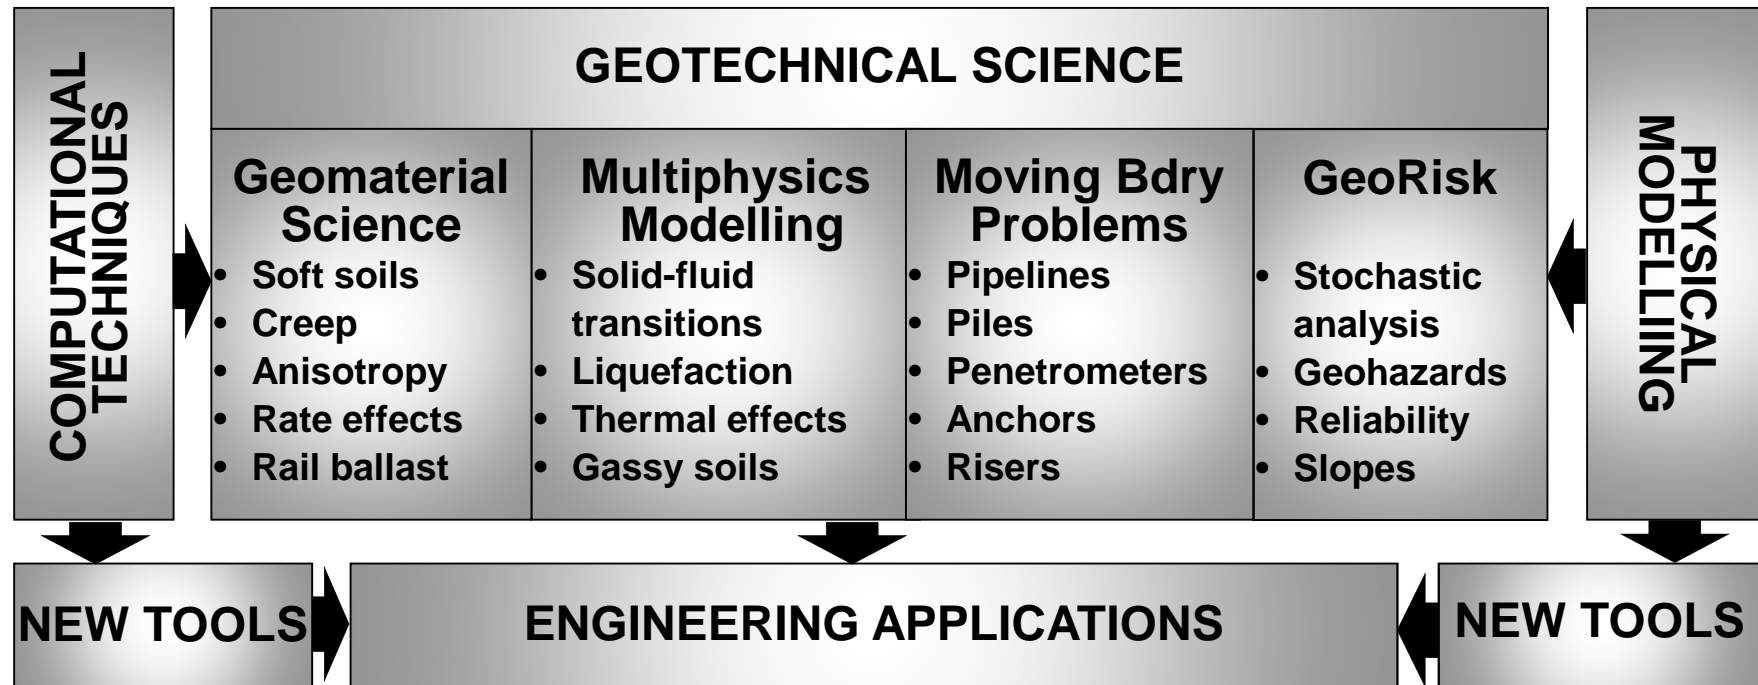 COMPUTATIONAL
TECHNIQUES
GEOTECHNICAL SCIENCE
Geomaterial
Science
• Soft soils
• Creep
• Anisotropy
• Rate effects
• Rail ballast
Multiphysics
Modelling
• Solid-fluid
transitions
• Liquefaction
• Thermal effects
• Gassy soils
Moving Bdry
Problems
• Pipelines
• Piles
• Penetrometers
• Anchors
• Risers
GeoRisk
• Stochastic
analysis
• Geohazards
• Reliability
• Slopes
PHYSICAL
MODELLIING
NEW TOOLS
ENGINEERING APPLICATIONS
NEW TOOLS